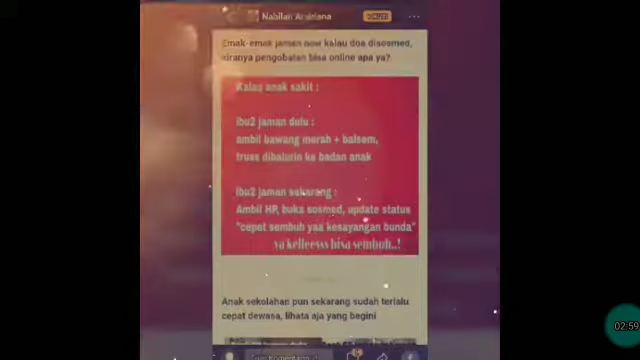 Nabilah
Emak-emak jaman now kalau doa disosmed,
kiranya pengobatan bisa online apa ya?
Kalau anak sakit :
ibu2 jaman dulu :
ambil bawang merah + balsem,
truss dibalurin ke badan anak
ibu2 jaman sekarang :
Ambil HP, buka sosmed, update status
"cepet sembuh yaa kesayangan bunda"
ya kelleesss bisa sembuh..!
Anak sekolahan pun sekarang sudah terlalu
cepat dewasa, lihata aja yang begini
02:59